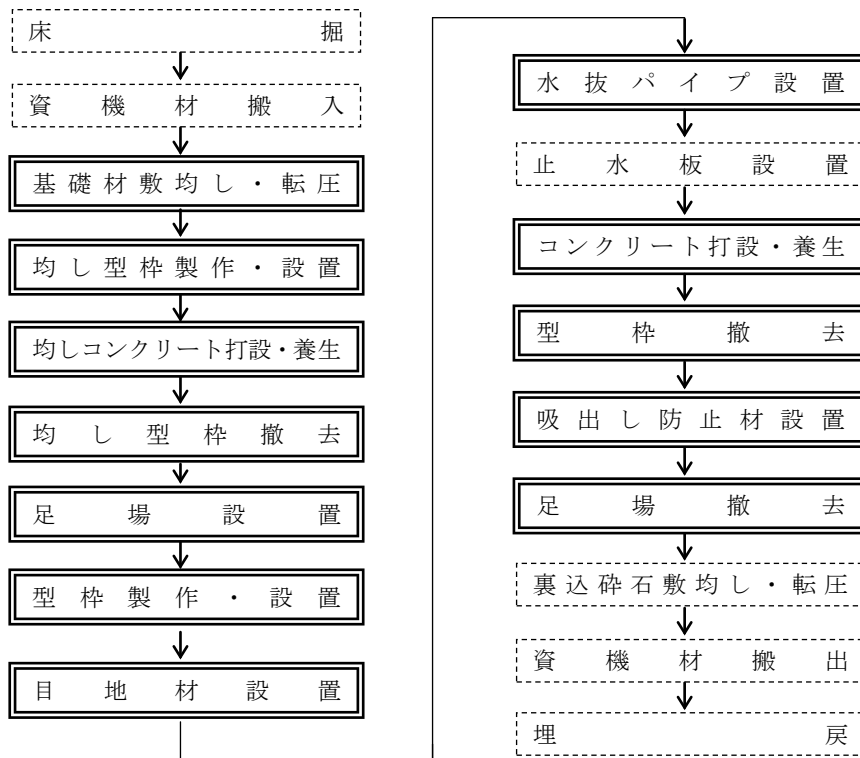 床掘
資機材搬入
基礎材敷均し・転圧
均し型枠製作・設置
均しコンクリート打設・養生
均し型枠撤去
足場設置
型枠製作・設置
目地材設置
水抜パイプ設置
止水板設置
コンクリート打設・養生
型枠撤去
吸出し防止材設置
足場撤去
裏込砕石敷均し・転圧
資機材搬出
埋戻